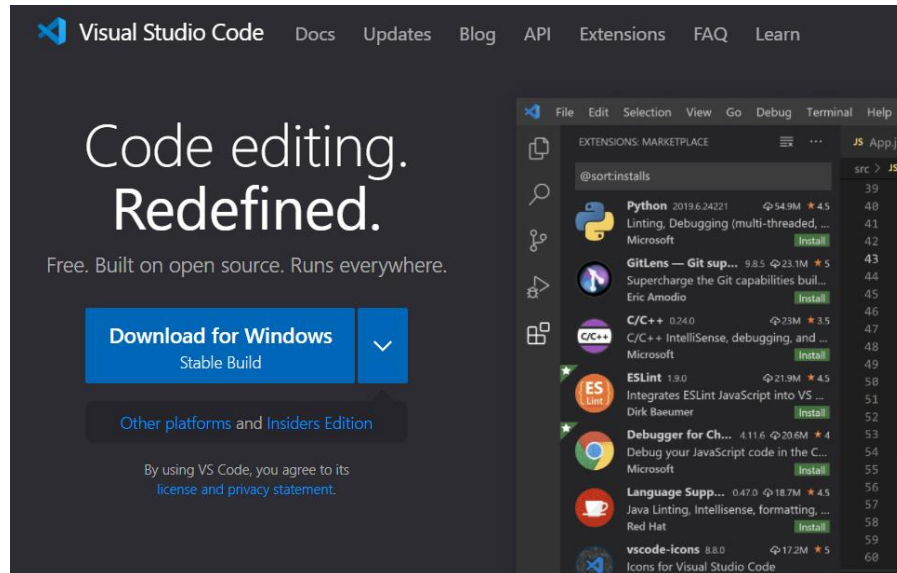 Visual Studio Code Docs Updates Blog API Extensions FAQ Learn
Code editing.
Redefined.
Free. Built on open source. Runs everywhere.
Download for Windows
Stable Build
Other platforms and Insiders Edition
By using VS Code, you agree to its
license and privacy statement.
File Edit Selection View Go Debug Terminal Help
EXTENSIONS: MARKETPLACE
@sort:installs
Python 2019.6.24221 54.9M ★ 4.5
Linting, Debugging (multi-threaded, ...
Microsoft Install
GitLens — Git sup... 9.8.5 23.1M ★ 5
Supercharge the Git capabilities buil...
Eric Amodio Install
C/C++ 0.24.0 23M ★ 3.5
C/C++ C/C++ IntelliSense, debugging, and ...
Microsoft Install
ESLint 1.9.0 21.9M ★ 4.5
ES Lint Integrates ESLint JavaScript into VS ...
Dirk Baeumer Install
Debugger for Ch... 4.11.6 20.6M ★ 4
Debug your JavaScript code in the C...
Microsoft Install
Language Supp... 0.47.0 18.7M ★ 4.5
Java Linting, Intellisense, formatting, ...
Red Hat Install
vscode-icons 8.8.0 17.2M ★ 5
Icons for Visual Studio Code
JS App.j
src > JS
39
40
41
42
43
44
45
46
47
48
49
50
51
52
53
54
55
56
57
58
59
60